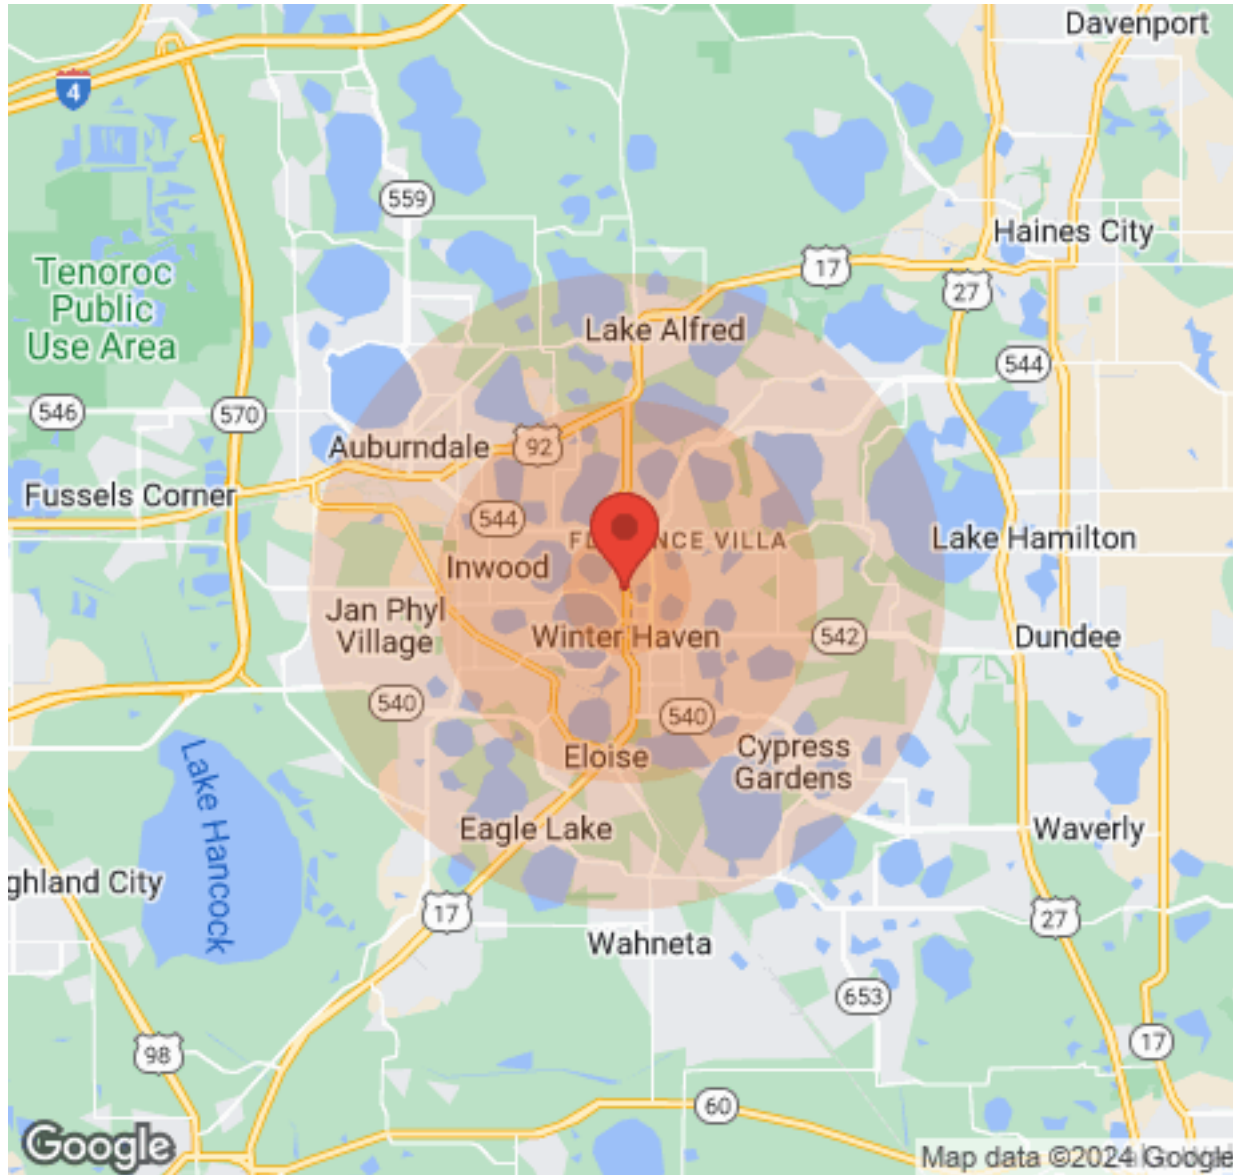 Davenport
4
559
Haines City
17
27
Tenoroc
Public
Use Area
Lake Alfred
544
546
570
Auburndale
92
Fussels Corner
544
Lake Hamilton
Inwood
Jan Phyl
Village
Winter Haven
542
Dundee
540
540
Eloise
Cypress
Gardens
Lake Hancock
Eagle Lake
Waverly
ghland City
17
27
Wahneta
653
98
17
60
Google
Map data ©2024 Google
VILLA